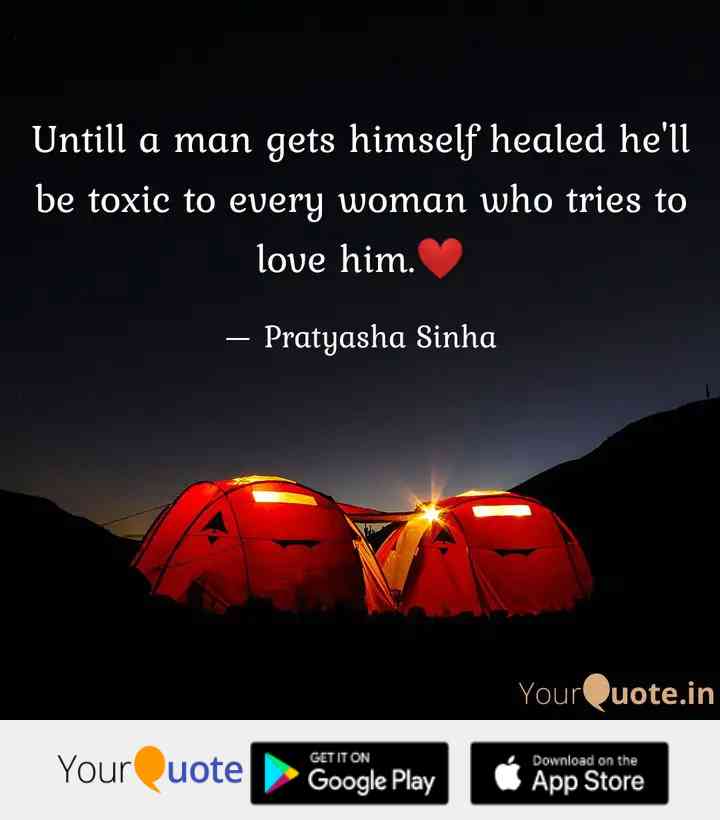 Untill a man gets himself healed he'll
be toxic to every woman who tries to
love him.❤️
— Pratyasha Sinha
YourQuote.in
YourQuote
GET IT ON
Google Play
Download on the
App Store